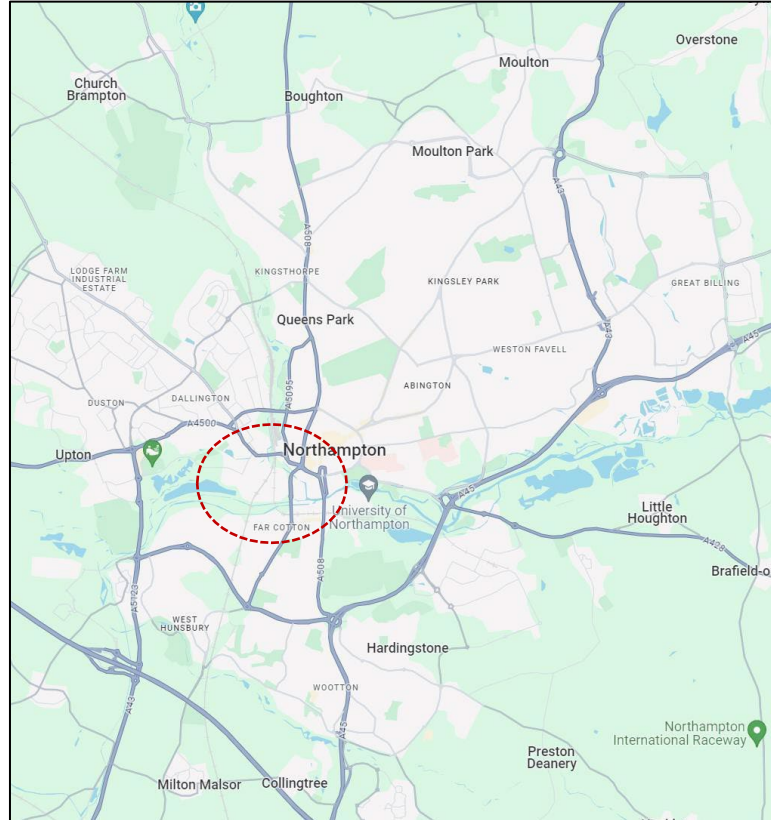 Overstone
Moulton
Church
Brampton
Boughton
Moulton Park
A43
A508
LODGE FARM
INDUSTRIAL
ESTATE
KINGSTHORPE
KINGSLEY PARK
GREAT BILLING
Queens Park
A45
WESTON FAVELL
A43
ABINGTON
A5095
DUSTON
DALLINGTON
A4500
Upton
Northampton
A45
University of
Northampton
Little
Houghton
FAR COTTON
A428
A508
Brafield-o
A5123
WEST
HUNSBURY
Hardingstone
WOOTTON
A43
A45
Northampton
International Raceway
Preston
Deanery
Milton Malsor
Collingtree